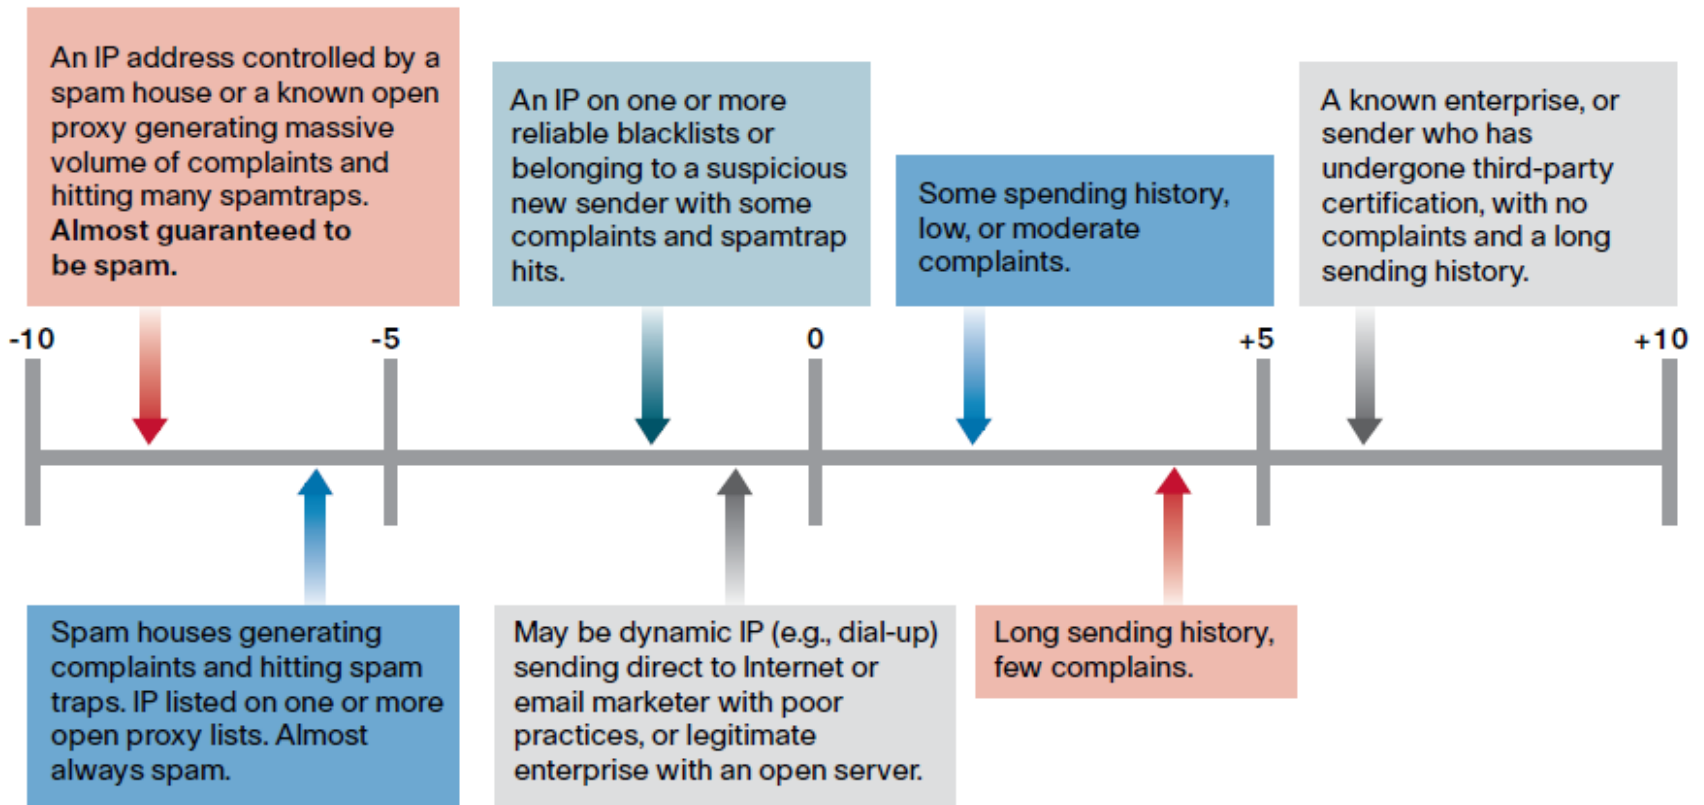 An IP address controlled by a
spam house or a known open
proxy generating massive
volume of complaints and
hitting many spamtraps.
Almost guaranteed to
be spam.
An IP on one or more
reliable blacklists or
belonging to a suspicious
new sender with some
complaints and spamtrap
hits.
Some spending history,
low, or moderate
complaints.
A known enterprise, or
sender who has
undergone third-party
certification, with no
complaints and a long
sending history.
-10
-5
0
+5
+10
Spam houses generating
complaints and hitting spam
traps. IP listed on one or more
open proxy lists. Almost
always spam.
May be dynamic IP (e.g., dial-up)
sending direct to Internet or
email marketer with poor
practices, or legitimate
enterprise with an open server.
Long sending history,
few complains.